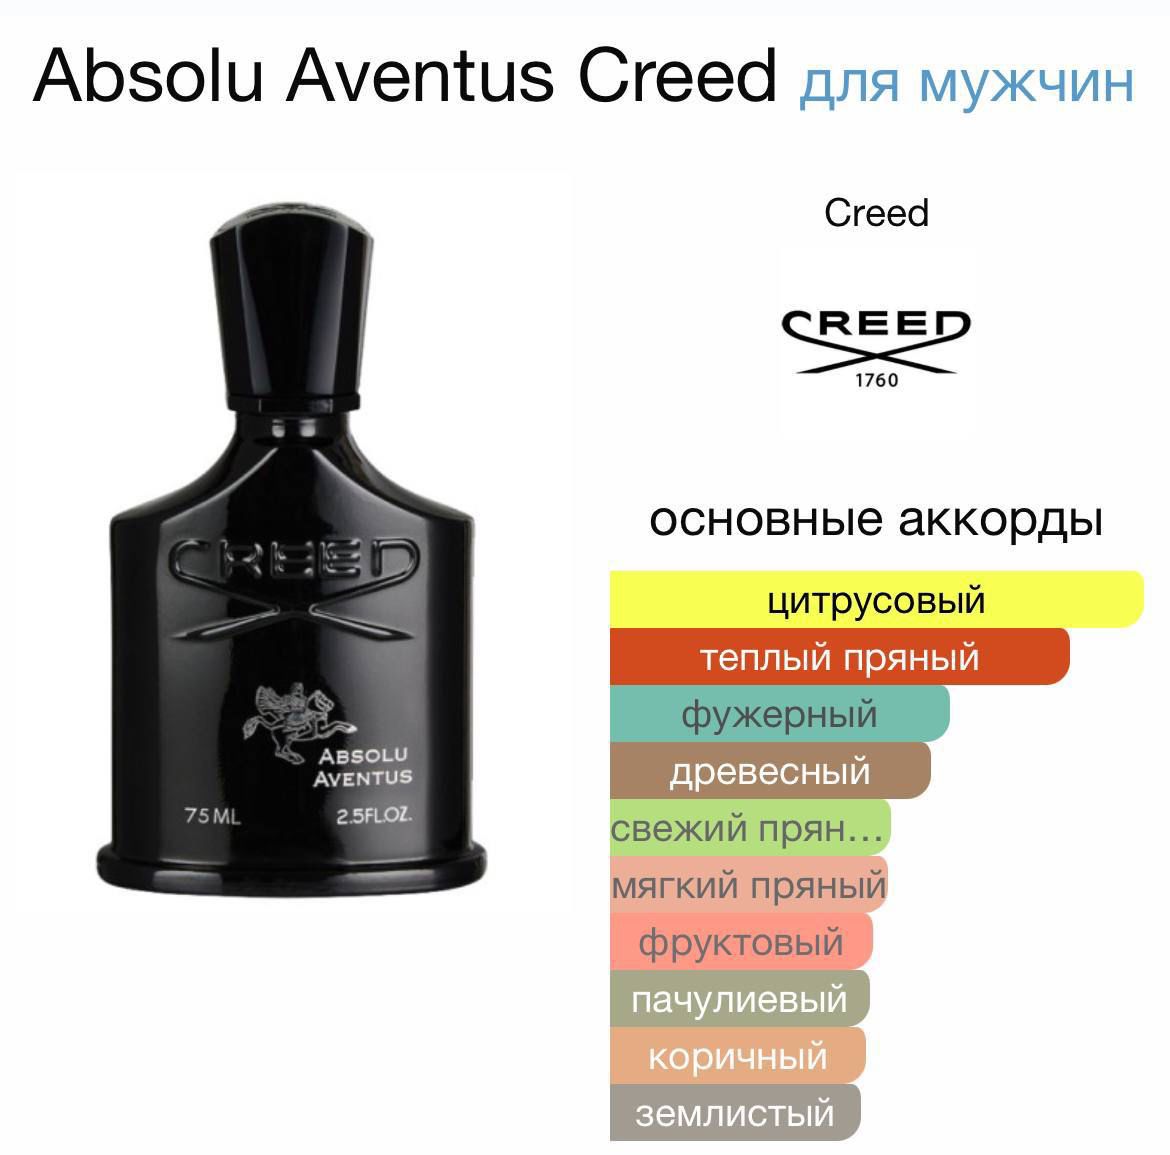 Absolu Aventus Creed для мужчин
Creed
CREED
1760
CREED
ABSOLU
AVENTUS
75 ML 2.5FL.OZ.
основные аккорды
цитрусовый
теплый пряный
фужерный
древесный
свежий прян...
мягкий пряный
фруктовый
пачулиевый
коричный
землистый